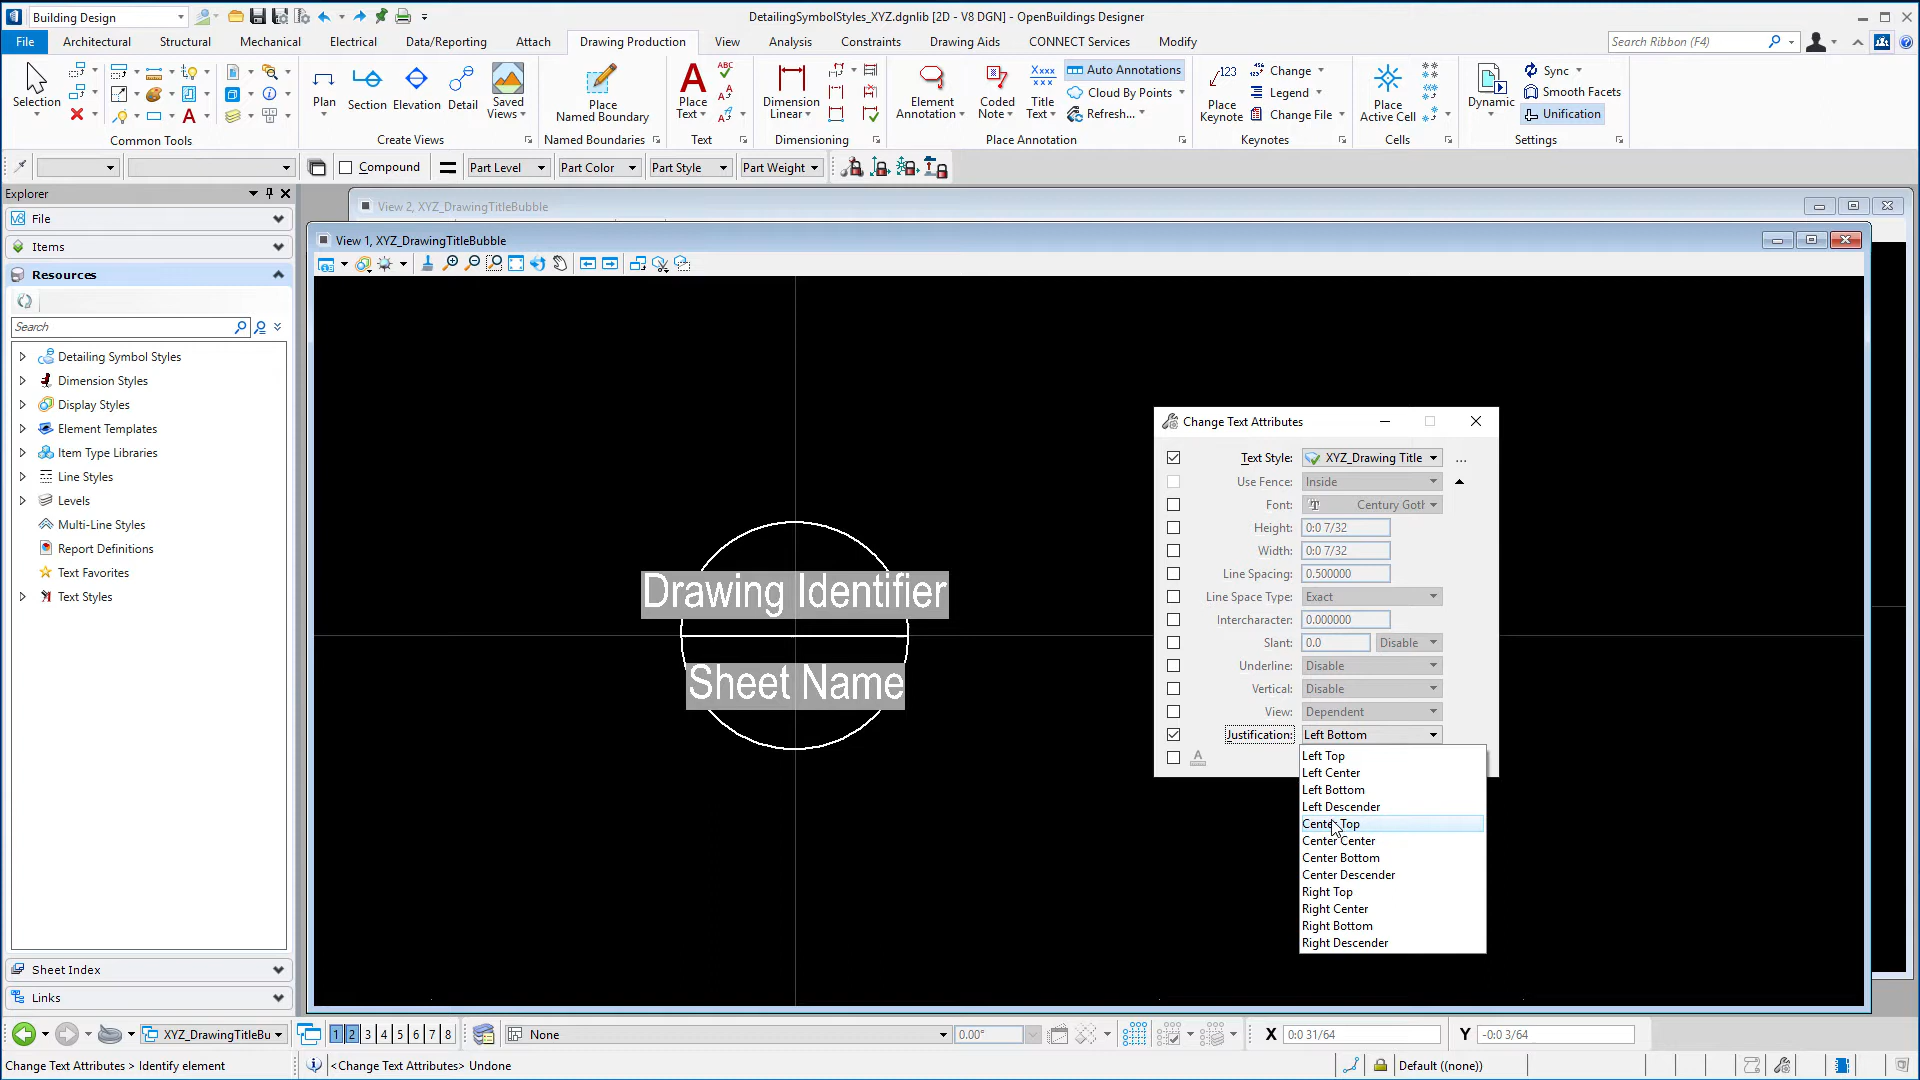 Building Design
DetailingSymbolStyles_XYZ.dgnlib [2D - V8 DGN] - OpenBuildings Designer
File Architectural Structural Mechanical Electrical Data/Reporting Attach Drawing Production View Analysis Constraints Drawing Aids CONNECT Services Modify
Search Ribbon (F4)
Selection
Common Tools
Plan Section Elevation Detail Saved Views
Create Views
Place Named Boundary
Named Boundaries
Place Text
ABC
Text
Dimension Linear
Dimensioning
Element Annotation
Coded Note
Xxxx
Title Text
Auto Annotations
Cloud By Points
Refresh...
Place Annotation
123
Place Keynote
Change
Legend
Change File
Keynotes
Place Active Cell
Cells
Dynamic
Sync
Smooth Facets
Unification
Settings
Compound
Part Level
Part Color
Part Style
Part Weight
Explorer
File
Items
Resources
Search
Detailing Symbol Styles
Dimension Styles
Display Styles
Element Templates
Item Type Libraries
Line Styles
Levels
Multi-Line Styles
Report Definitions
Text Favorites
Text Styles
Sheet Index
Links
View 2, XYZ_DrawingTitleBubble
View 1, XYZ_DrawingTitleBubble
Drawing Identifier
Sheet Name
Change Text Attributes
Text Style: XYZ_Drawing Title ...
Use Fence: Inside
Font: Century Goth
Height: 0:0 7/32
Width: 0:0 7/32
Line Spacing: 0.500000
Line Space Type: Exact
Intercharacter: 0.000000
Slant: 0.0 Disable
Underline: Disable
Vertical: Disable
View: Dependent
Justification: Left Bottom
A
Left Top
Left Center
Left Bottom
Left Descender
Center Top
Center Center
Center Bottom
Center Descender
Right Top
Right Center
Right Bottom
Right Descender
XYZ_DrawingTitleBu
1 2 3 4 5 6 7 8
None
0.00°
X 0:0 31/64
Y -0:0 3/64
Change Text Attributes > Identify element
<Change Text Attributes> Undone
Default ((none))